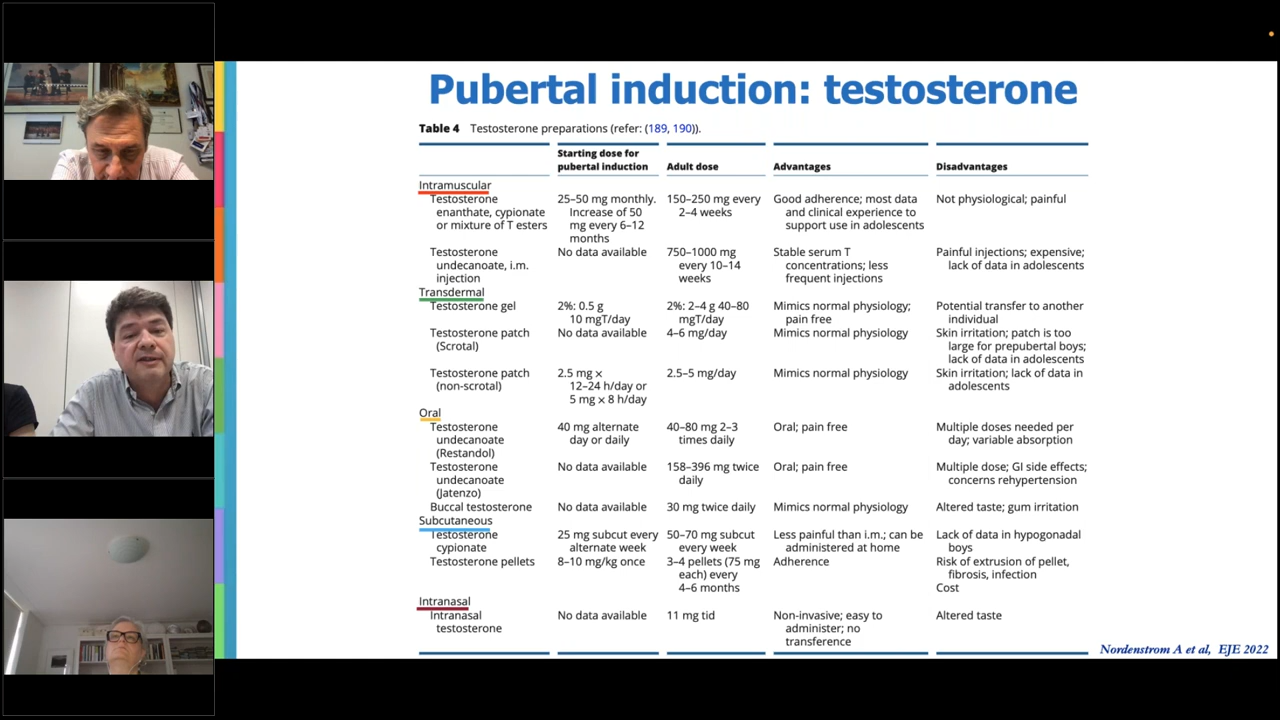 Pubertal induction: testosterone
Table 4 Testosterone preparations (refer: (189, 190)).
Starting dose for pubertal induction
Adult dose
Advantages
Disadvantages
Intramuscular
Testosterone enanthate, cypionate or mixture of T esters
25–50 mg monthly. Increase of 50 mg every 6–12 months
150–250 mg every 2–4 weeks
Good adherence; most data and clinical experience to support use in adolescents
Not physiological; painful
Testosterone undecanoate, i.m. injection
No data available
750–1000 mg every 10–14 weeks
Stable serum T concentrations; less frequent injections
Painful injections; expensive; lack of data in adolescents
Transdermal
Testosterone gel
2%: 0.5 g 10 mgT/day
2%: 2–4 g 40–80 mgT/day
Mimics normal physiology; pain free
Potential transfer to another individual
Testosterone patch (Scrotal)
No data available
4–6 mg/day
Mimics normal physiology
Skin irritation; patch is too large for prepubertal boys; lack of data in adolescents
Testosterone patch (non-scrotal)
2.5 mg × 12–24 h/day or 5 mg × 8 h/day
2.5–5 mg/day
Mimics normal physiology
Skin irritation; lack of data in adolescents
Oral
Testosterone undecanoate (Restandol)
40 mg alternate day or daily
40–80 mg 2–3 times daily
Oral; pain free
Multiple doses needed per day; variable absorption
Testosterone undecanoate (Jatenzo)
No data available
158–396 mg twice daily
Oral; pain free
Multiple dose; GI side effects; concerns rehypertension
Buccal testosterone
No data available
30 mg twice daily
Mimics normal physiology
Altered taste; gum irritation
Subcutaneous
Testosterone cypionate
25 mg subcut every alternate week
50–70 mg subcut every week
Less painful than i.m.; can be administered at home
Lack of data in hypogonadal boys
Testosterone pellets
8–10 mg/kg once
3–4 pellets (75 mg each) every 4–6 months
Adherence
Risk of extrusion of pellet, fibrosis, infection
Cost
Intranasal
Intranasal testosterone
No data available
11 mg tid
Non-invasive; easy to administer; no transference
Altered taste
Nordenstrom A et al, EJE 2022